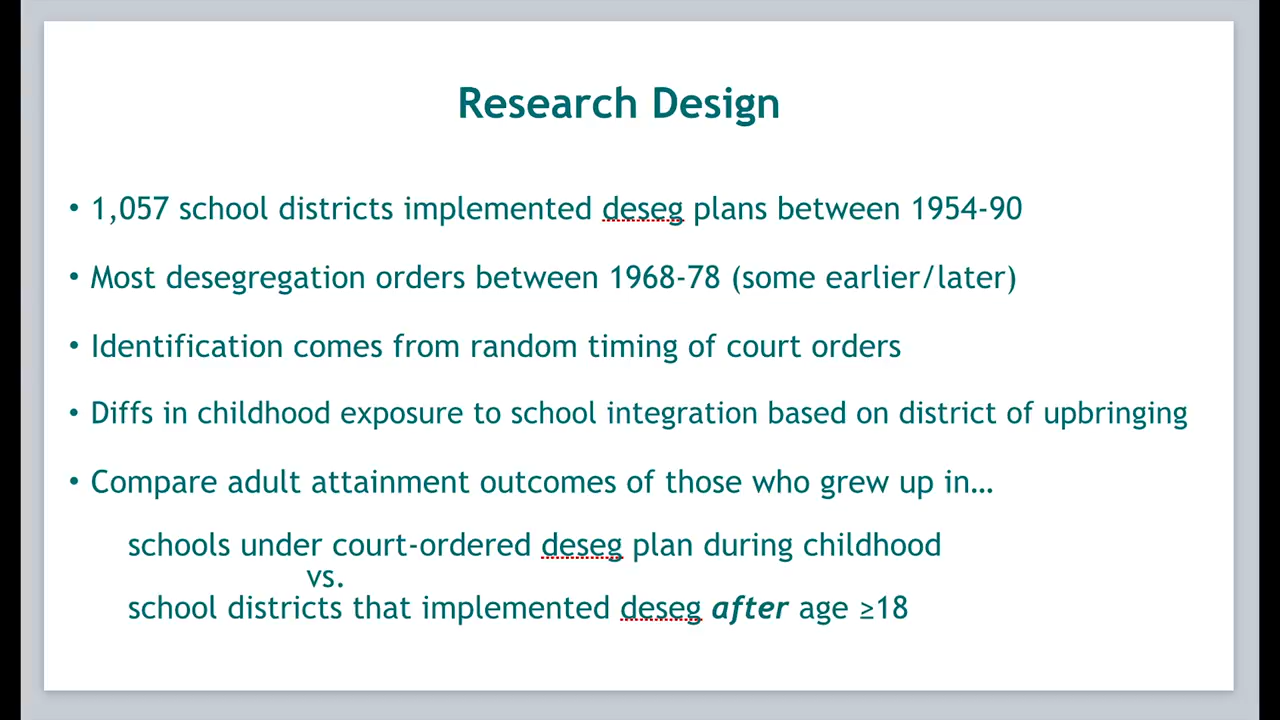 Research Design
• 1,057 school districts implemented deseg plans between 1954-90
• Most desegregation orders between 1968-78 (some earlier/later)
• Identification comes from random timing of court orders
• Diffs in childhood exposure to school integration based on district of upbringing
• Compare adult attainment outcomes of those who grew up in…
schools under court-ordered deseg plan during childhood
vs.
school districts that implemented deseg after age ≥18